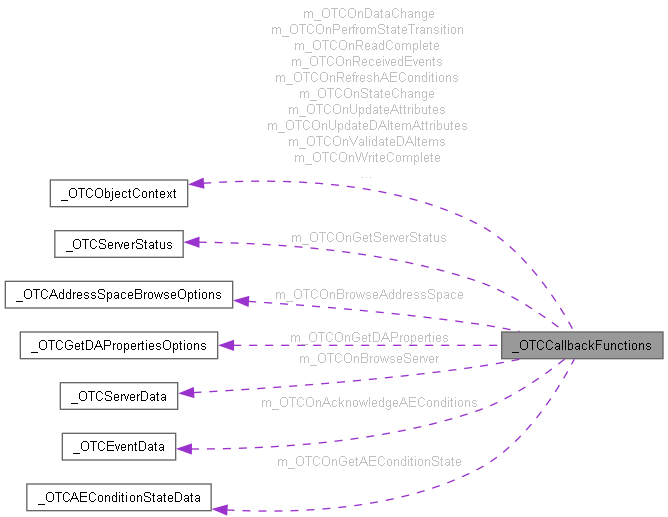 m_OTCOnDataChange
m_OTCOnPerfromStateTransition
m_OTCOnReadComplete
m_OTCOnReceivedEvents
m_OTCOnRefreshAEConditions
m_OTCOnStateChange
m_OTCOnUpdateAttributes
m_OTCOnUpdateDAItemAttributes
m_OTCOnValidateDAItems
m_OTCOnWriteComplete
...
_OTCObjectContext
m_OTCOnGetServerStatus
_OTCServerStatus
_OTCAddressSpaceBrowseOptions
m_OTCOnBrowseAddressSpace
m_OTCOnGetDAProperties
_OTCGetDAPropertiesOptions
_OTCCallbackFunctions
m_OTCOnBrowseServer
_OTCServerData
m_OTCOnAcknowledgeAEConditions
_OTCEventData
m_OTCOnGetAEConditionState
_OTCAEConditionStateData